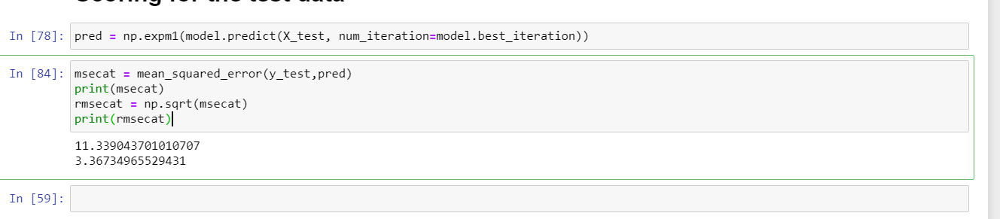 Scoring for the test data
In [78]: pred = np.expm1(model.predict(X_test, num_iteration=model.best_iteration))
In [84]: msecat = mean_squared_error(y_test,pred)
print(msecat)
rmsecat = np.sqrt(msecat)
print(rmsecat)
11.339043701010707
3.36734965529431
In [59]: